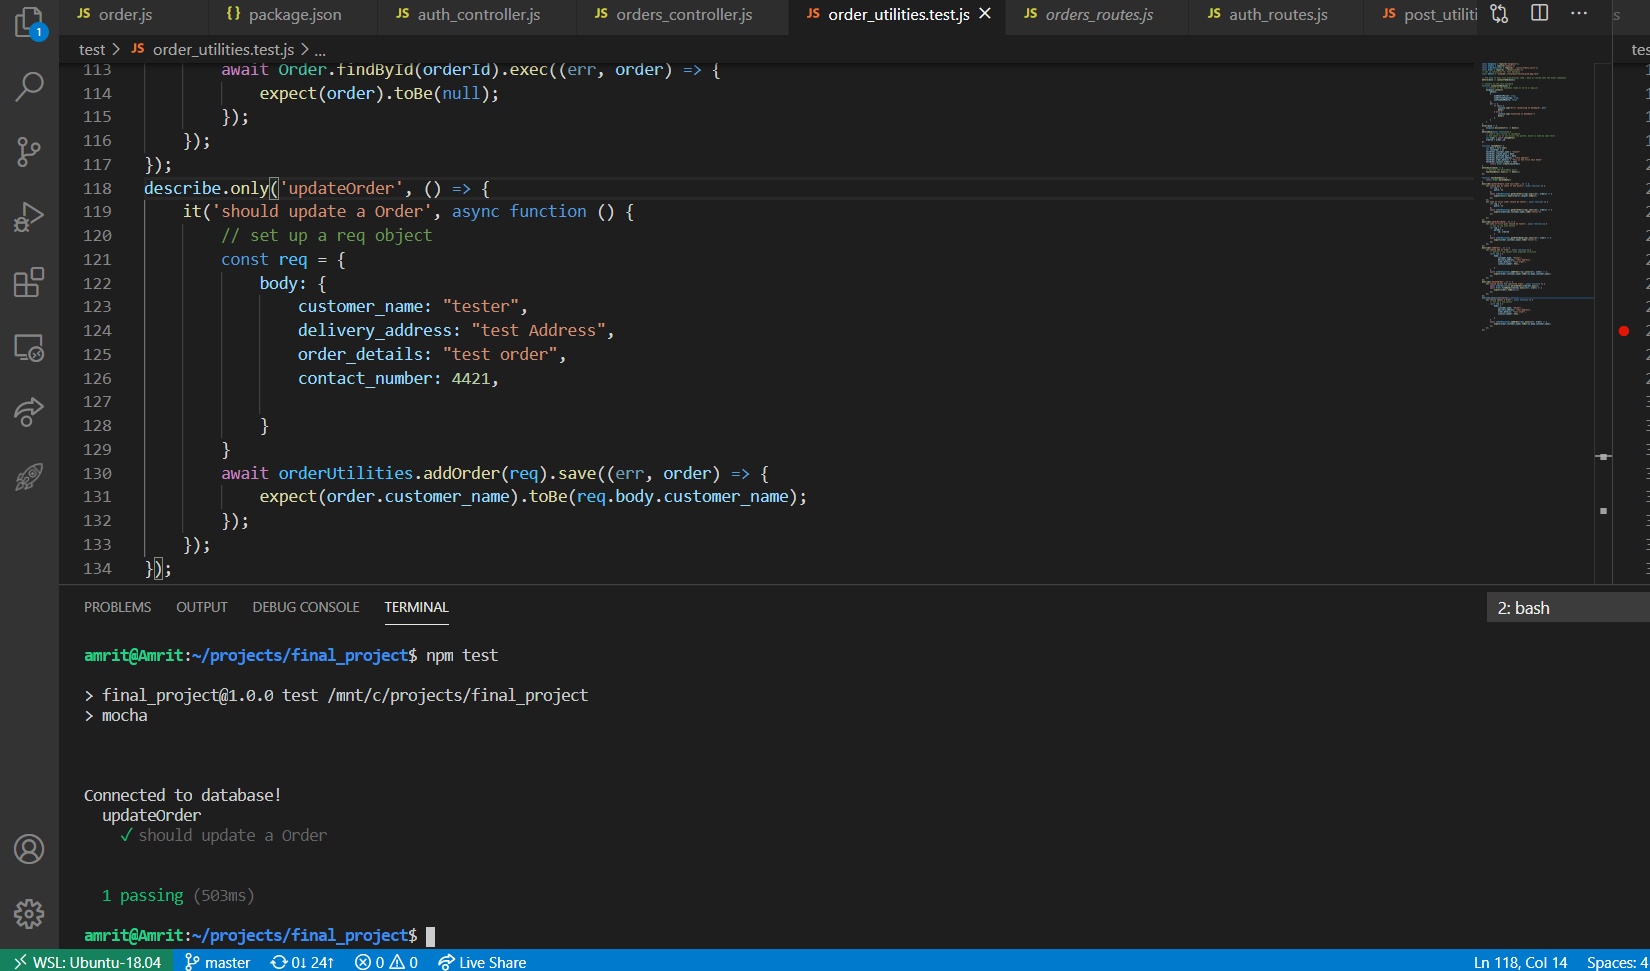 JS order.js {} package.json JS auth_controller.js JS orders_controller.js JS order_utilities.test.js JS orders_routes.js JS auth_routes.js JS post_utiliti
1
test > JS order_utilities.test.js > ...
113 await Order.findById(orderId).exec((err, order) => {
114 expect(order).toBe(null);
115 });
116 });
117 });
118 describe.only('updateOrder', () => {
119 it('should update a Order', async function () {
120 // set up a req object
121 const req = {
122 body: {
123 customer_name: "tester",
124 delivery_address: "test Address",
125 order_details: "test order",
126 contact_number: 4421,
127
128 }
129 }
130 await orderUtilities.addOrder(req).save((err, order) => {
131 expect(order.customer_name).toBe(req.body.customer_name);
132 });
133 });
134 });
PROBLEMS OUTPUT DEBUG CONSOLE TERMINAL
2: bash
amrit@Amrit:~/projects/final_project$ npm test
> final_project@1.0.0 test /mnt/c/projects/final_project
> mocha
Connected to database!
updateOrder
✓ should update a Order
1 passing (503ms)
amrit@Amrit:~/projects/final_project$
WSL: Ubuntu-18.04 master 0↓ 24↑ 0 0 Live Share Ln 118, Col 14 Spaces: 4